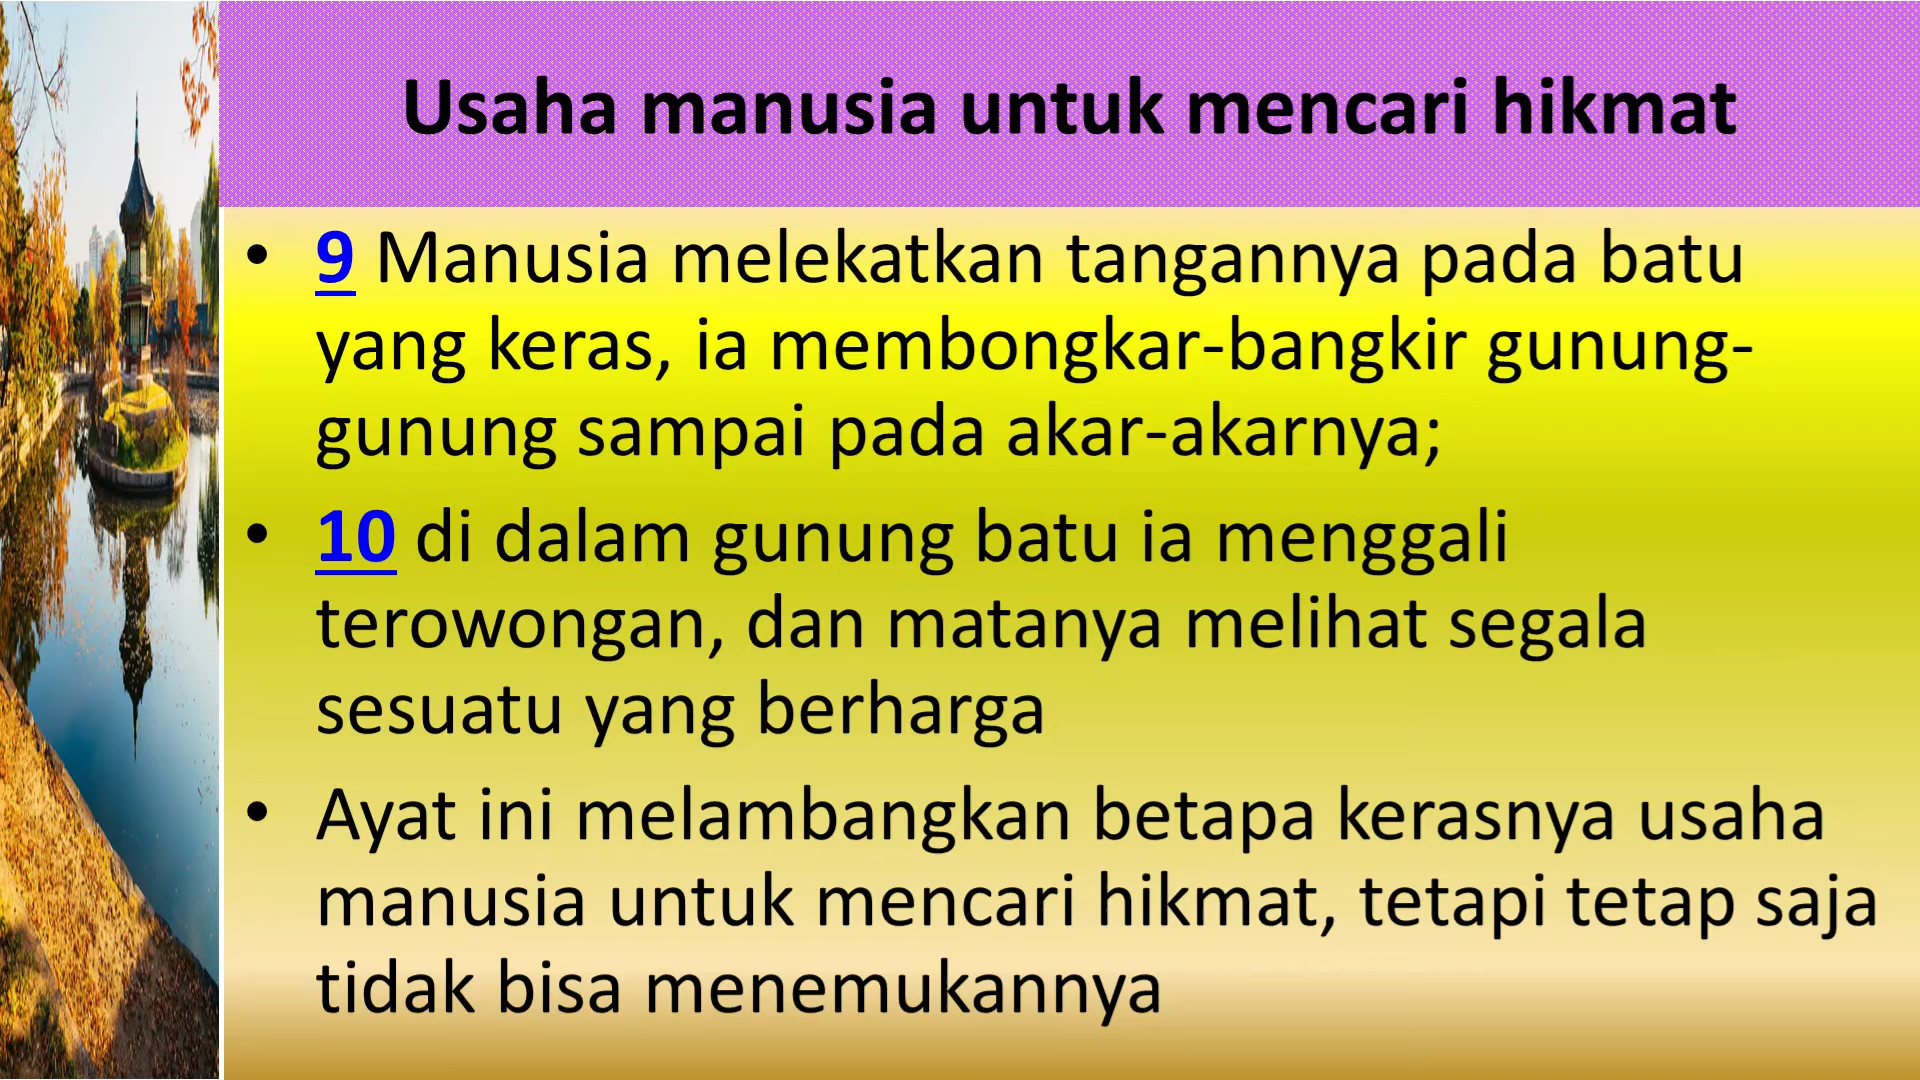 Usaha manusia untuk mencari hikmat
• 9 Manusia melekatkan tangannya pada batu
yang keras, ia membongkar-bangkir gunung-
gunung sampai pada akar-akarnya;
• 10 di dalam gunung batu ia menggali
terowongan, dan matanya melihat segala
sesuatu yang berharga
• Ayat ini melambangkan betapa kerasnya usaha
manusia untuk mencari hikmat, tetapi tetap saja
tidak bisa menemukannya